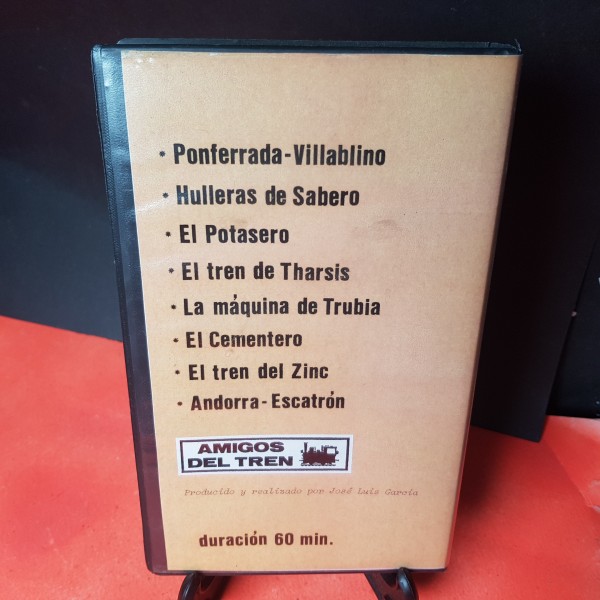 * Ponferrada-Villablino
* Hulleras de Sabero
* El Potasero
* El tren de Tharsis
* La máquina de Trubia
* El Cementero
* El tren del Zinc
* Andorra-Escatrón
AMIGOS
DEL TREN
Producido y realizado por José Luis García
duración 60 min.